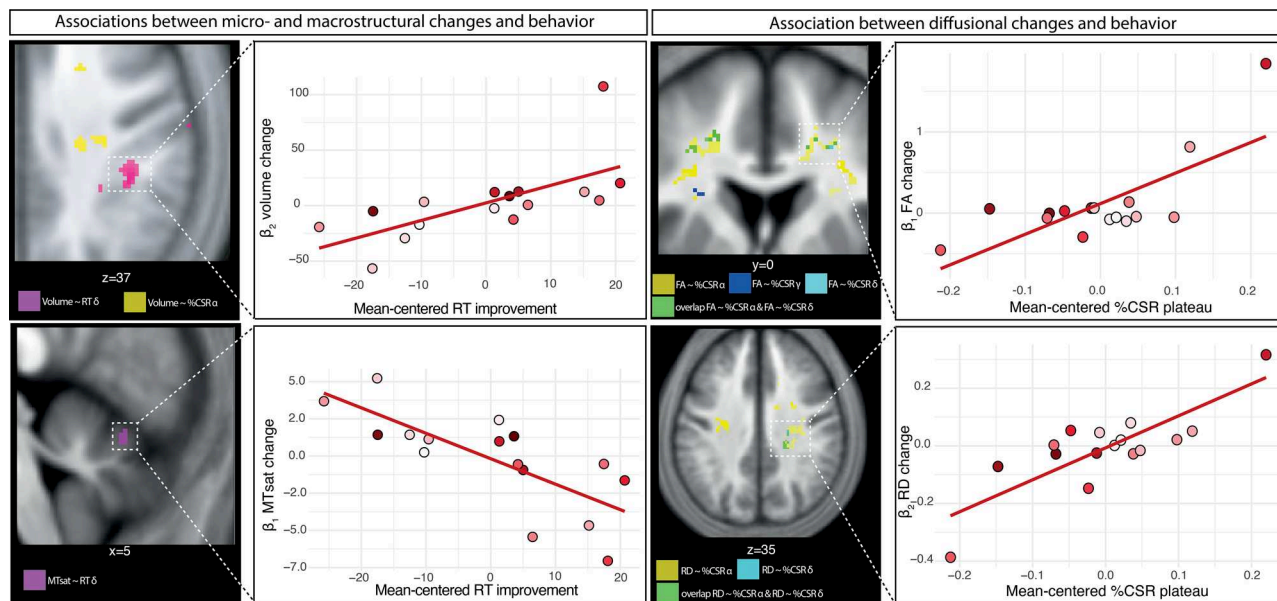 Associations between micro- and macrostructural changes and behavior
z=37
Volume ~ RT δ
Volume ~ %CSR α
β2 volume change
100
50
0
−50
−20
−10
0
10
20
Mean-centered RT improvement
x=5
MTsat ~ RT δ
β1 MTsat change
5.0
2.0
0.0
−2.0
−5.0
−7.0
−20
−10
0
10
20
Mean-centered RT improvement
Association between diffusional changes and behavior
y=0
FA ~ %CSR α
FA ~ %CSR γ
FA ~ %CSR δ
overlap FA ~ %CSR α & FA ~ %CSR δ
β1 FA change
1
0
-0.2
-0.1
0.0
0.1
0.2
Mean-centered %CSR plateau
z=35
RD ~ %CSR α
RD ~ %CSR δ
overlap RD ~ %CSR α & RD ~ %CSR δ
β2 RD change
0.2
0.0
−0.2
−0.4
-0.2
-0.1
0.0
0.1
0.2
Mean-centered %CSR plateau